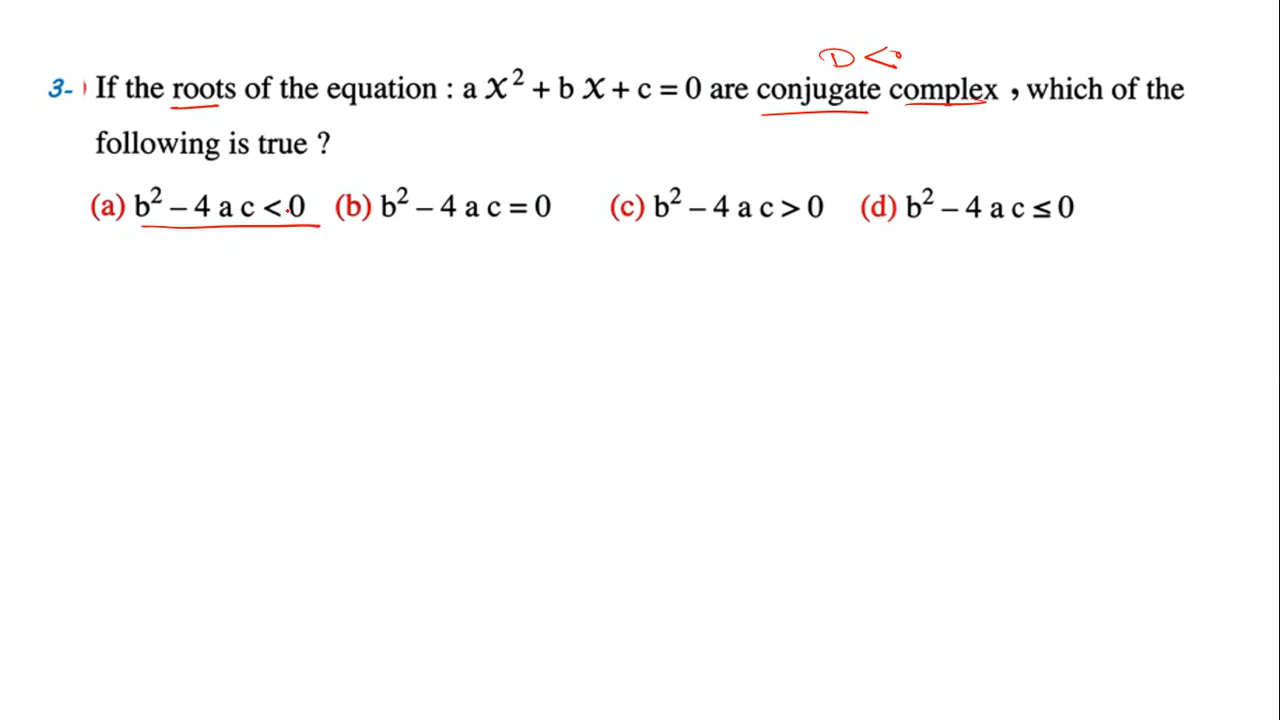 D <0
3- ) If the roots of the equation : a x² + b x + c = 0 are conjugate complex , which of the
following is true ?
(a) b² – 4 a c < 0 (b) b² – 4 a c = 0 (c) b² – 4 a c > 0 (d) b² – 4 a c ≤ 0